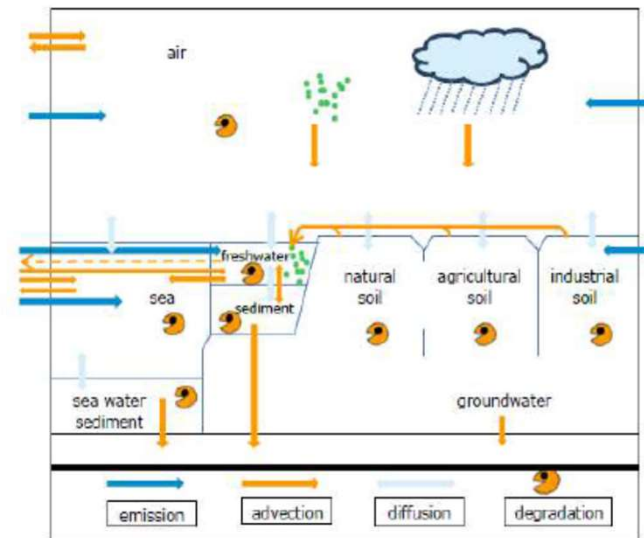 air
freshwater
sea
sediment
natural
soil
agricultural
soil
industrial
soil
sea water
sediment
groundwater
emission
advection
diffusion
degradation